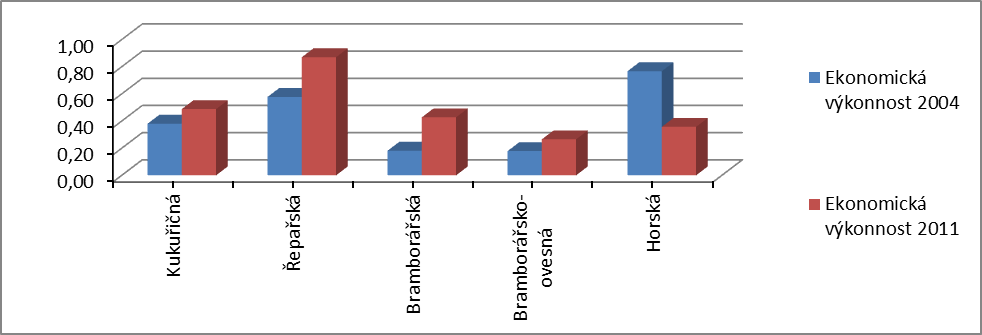 1,00
0,80
0,60
0,40
0,20
0,00
Kukuřičná
Řepařská
Bramborářská
Bramborářsko-
ovesná
Horská
Ekonomická
výkonnost 2004
Ekonomická
výkonnost 2011